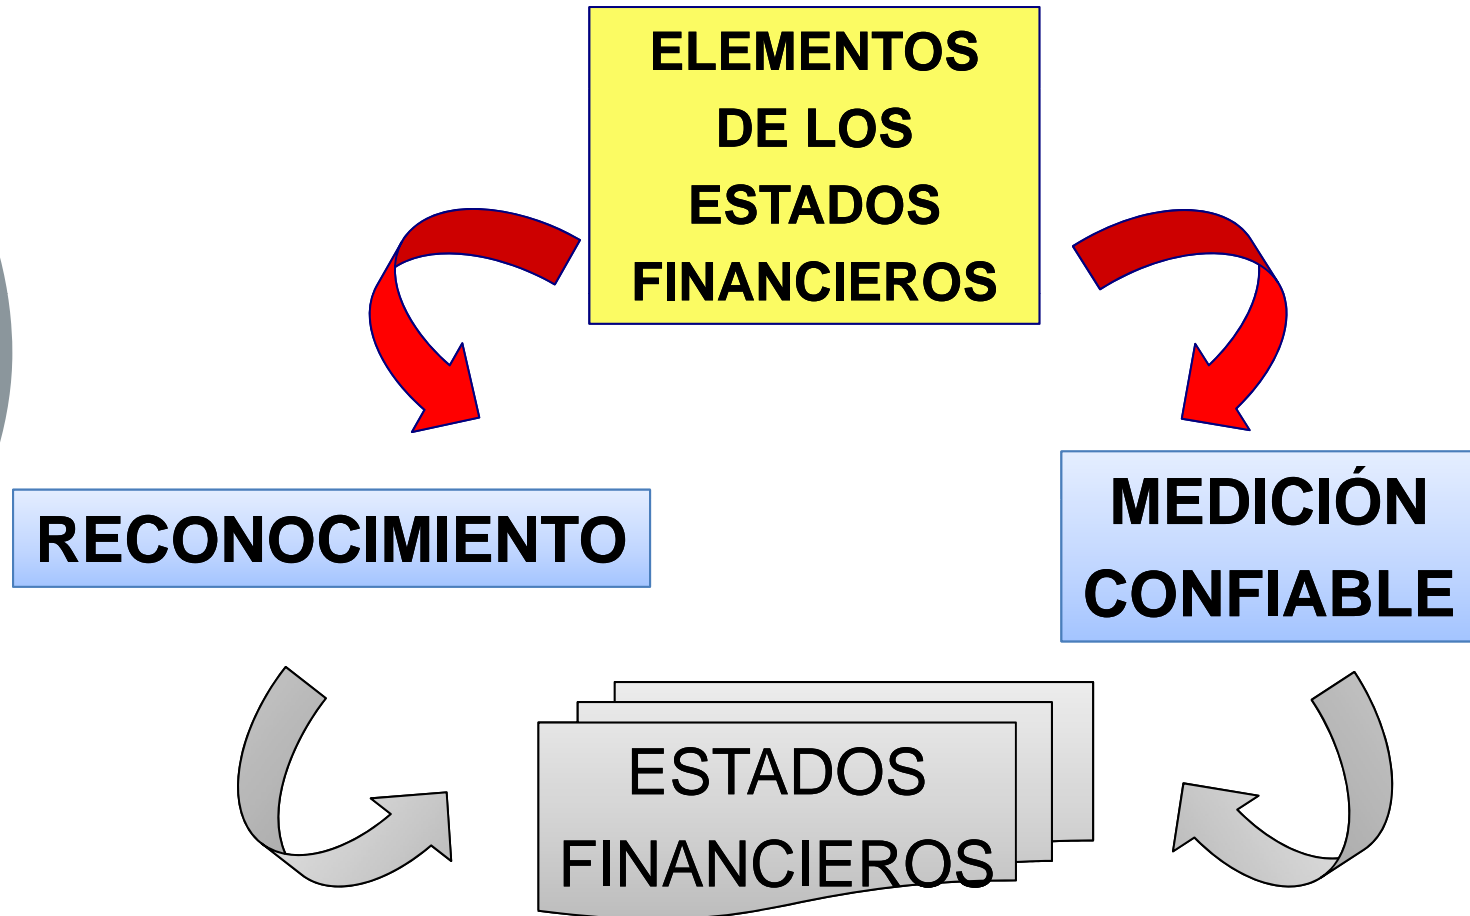 ELEMENTOS
DE LOS
ESTADOS
FINANCIEROS
RECONOCIMIENTO
MEDICIÓN
CONFIABLE
ESTADOS
FINANCIEROS